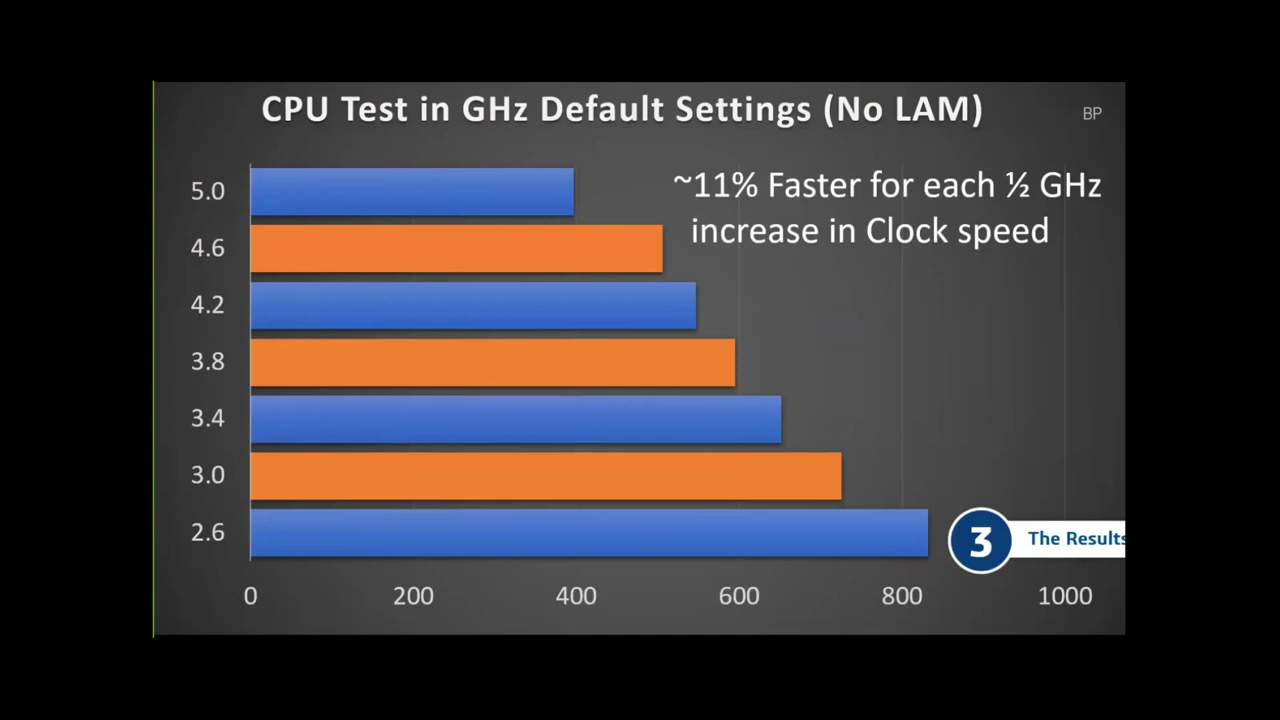 CPU Test in GHz Default Settings (No LAM)
BP
~11% Faster for each ½ GHz
increase in Clock speed
5.0
4.6
4.2
3.8
3.4
3.0
2.6
3 The Results
0 200 400 600 800 1000